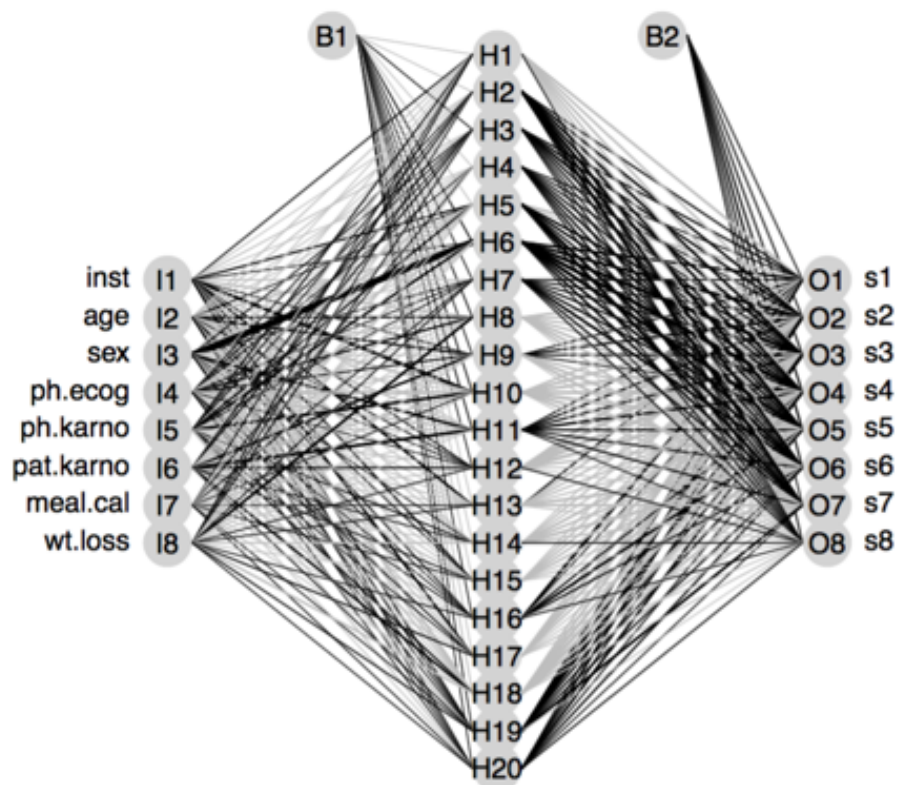 B1 B2
H1
H2
H3
H4
H5
H6
inst I1 H7 O1 s1
age I2 H8 O2 s2
sex I3 H9 O3 s3
ph.ecog I4 H10 O4 s4
ph.karno I5 H11 O5 s5
pat.karno I6 H12 O6 s6
meal.cal I7 H13 O7 s7
wt.loss I8 H14 O8 s8
H15
H16
H17
H18
H19
H20